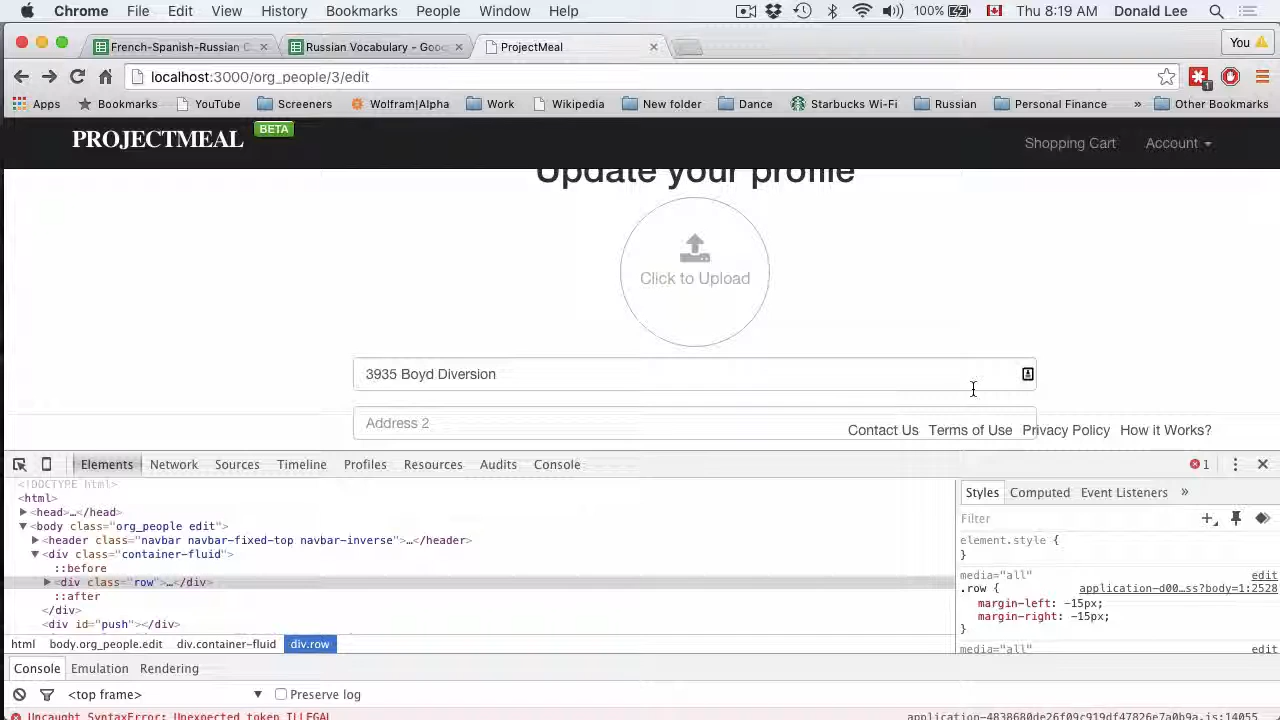 Chrome File Edit View History Bookmarks People Window Help 100% Thu 8:19 AM Donald Lee
French-Spanish-Russian C Russian Vocabulary - Goo ProjectMeal You
localhost:3000/org_people/3/edit 1
Apps Bookmarks YouTube Screeners Wolfram|Alpha Work Wikipedia New folder Dance Starbucks Wi-Fi Russian Personal Finance » Other Bookmarks
PROJECTMEAL BETA Shopping Cart Account
Update your profile
Click to Upload
3935 Boyd Diversion
Address 2
Contact Us Terms of Use Privacy Policy How it Works?
Elements Network Sources Timeline Profiles Resources Audits Console 1
<!DOCTYPE html>
<html>
<head>…</head>
<body class="org_people edit">
<header class="navbar navbar-fixed-top navbar-inverse">…</header>
<div class="container-fluid">
::before
<div class="row">…</div>
::after
</div>
<div id="push"></div>
html body.org_people.edit div.container-fluid div.row
Styles Computed Event Listeners »
Filter
element.style {
}
media="all" edit
.row { application-d00…ss?body=1:2528
margin-left: -15px;
margin-right: -15px;
}
media="all" edit
Console Emulation Rendering
<top frame> Preserve log
Uncaught SyntaxError: Unexpected token ILLEGAL application-4838680de26f09c919df47826e7a0b9a.js:14055